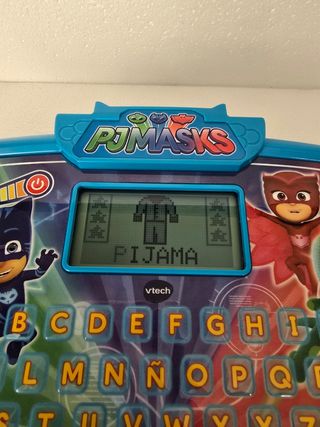 PJMASKS
PIJAMA
vtech
B C D E F G H I
L M N Ñ O P Q R
S T U V W X Y Z